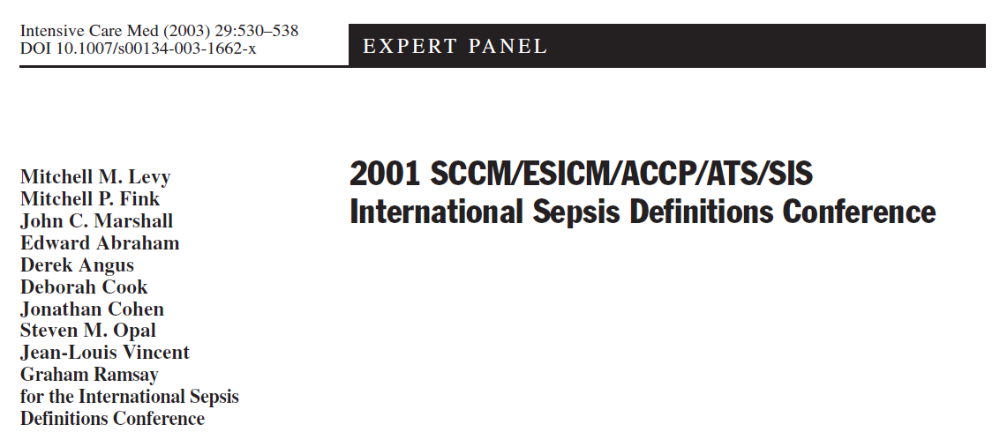 Intensive Care Med (2003) 29:530–538
DOI 10.1007/s00134-003-1662-x
EXPERT PANEL
Mitchell M. Levy
Mitchell P. Fink
John C. Marshall
Edward Abraham
Derek Angus
Deborah Cook
Jonathan Cohen
Steven M. Opal
Jean-Louis Vincent
Graham Ramsay
for the International Sepsis
Definitions Conference
2001 SCCM/ESICM/ACCP/ATS/SIS
International Sepsis Definitions Conference